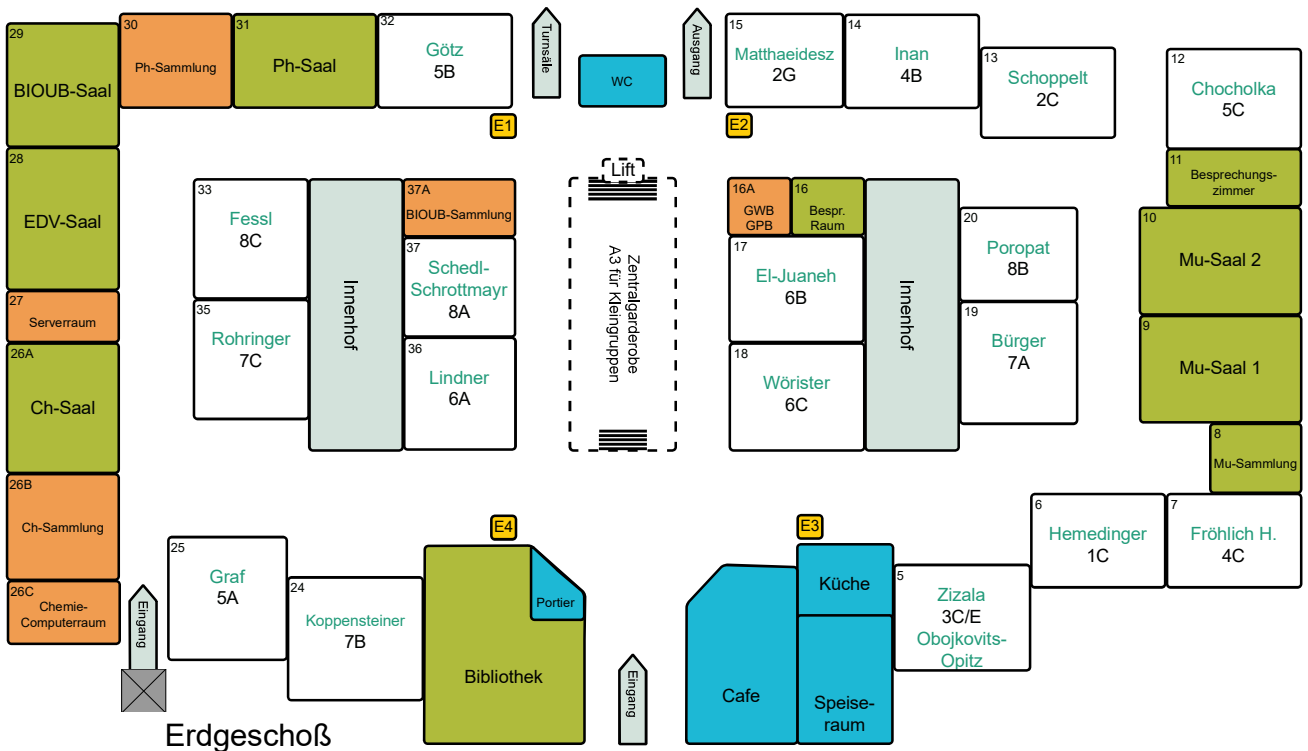 29
BIOUB-Saal
30
Ph-Sammlung
31
Ph-Saal
32
Götz
5B
Turnsäle
WC
Ausgang
15
Matthaeidesz
2G
14
Inan
4B
13
Schoppelt
2C
12
Chocholka
5C
E1
E2
28
EDV-Saal
11
Besprechungs-
zimmer
33
Fessl
8C
Innenhof
37A
BIOUB-Sammlung
37
Schedl-
Schrottmayr
8A
35
Rohringer
7C
36
Lindner
6A
Lift
Zentralgarderobe
A3 für Kleingruppen
16A
GWB
GPB
16
Bespr.
Raum
17
El-Juaneh
6B
18
Wörister
6C
Innenhof
20
Poropat
8B
19
Bürger
7A
10
Mu-Saal 2
9
Mu-Saal 1
8
Mu-Sammlung
27
Serverraum
26A
Ch-Saal
26B
Ch-Sammlung
26C
Chemie-
Computerraum
Eingang
25
Graf
5A
24
Koppensteiner
7B
E4
Bibliothek
Portier
Eingang
E3
Cafe
Küche
Speise-
raum
5
Zizala
3C/E
Obojkovits-
Opitz
6
Hemedinger
1C
7
Fröhlich H.
4C
Erdgeschoß